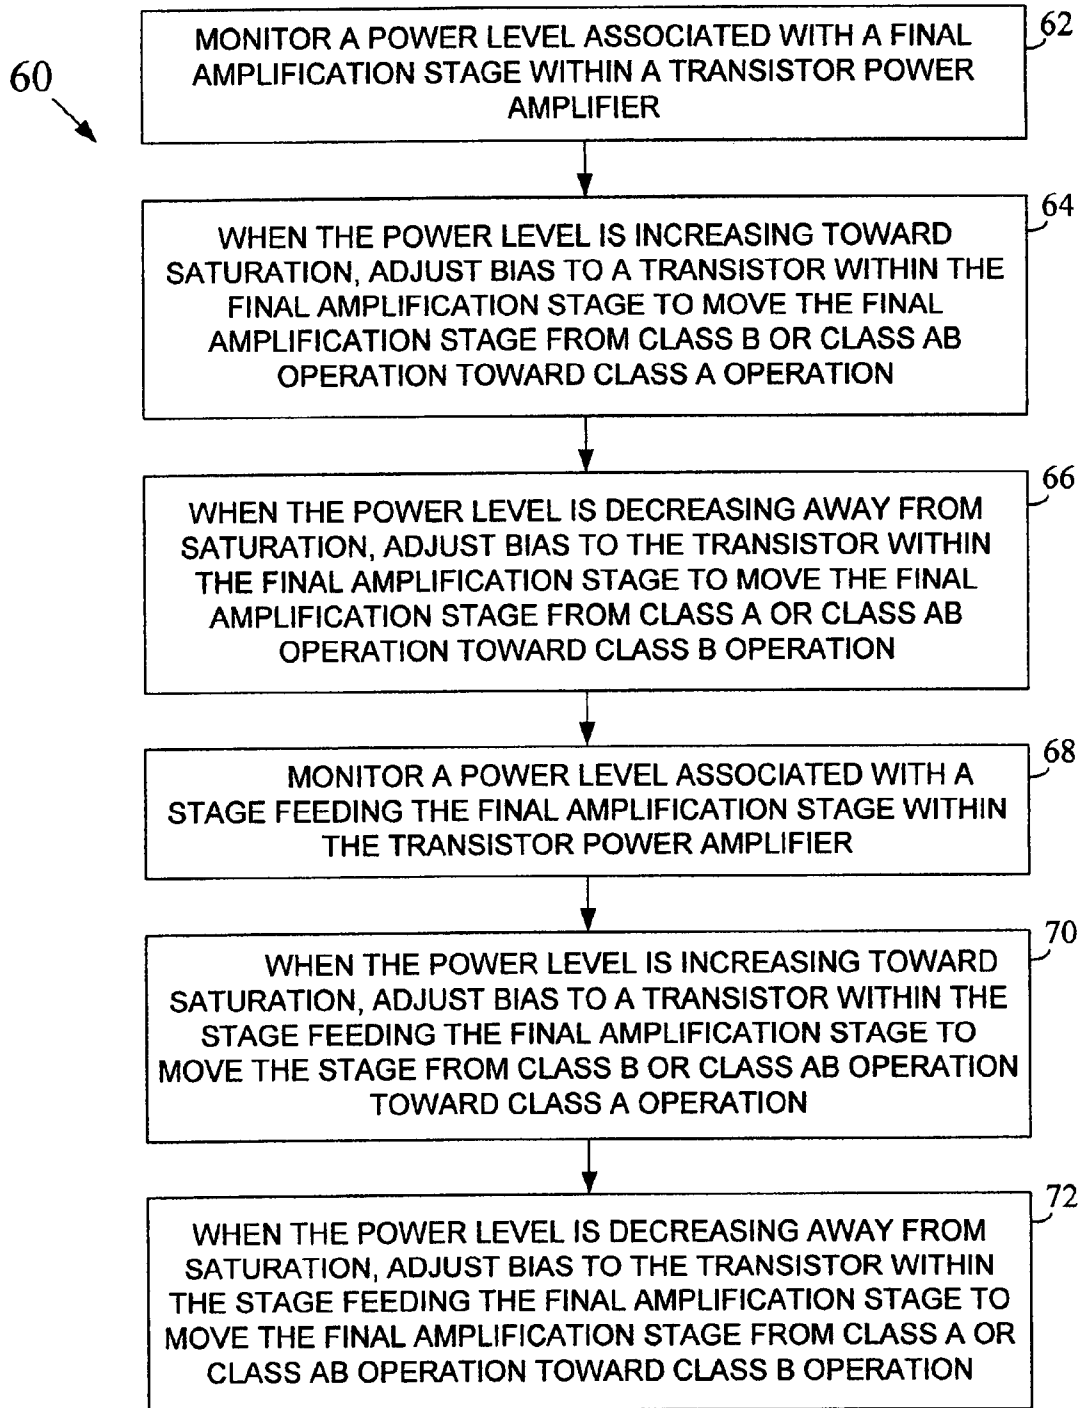 60
62
MONITOR A POWER LEVEL ASSOCIATED WITH A FINAL
AMPLIFICATION STAGE WITHIN A TRANSISTOR POWER
AMPLIFIER
64
WHEN THE POWER LEVEL IS INCREASING TOWARD
SATURATION, ADJUST BIAS TO A TRANSISTOR WITHIN THE
FINAL AMPLIFICATION STAGE TO MOVE THE FINAL
AMPLIFICATION STAGE FROM CLASS B OR CLASS AB
OPERATION TOWARD CLASS A OPERATION
66
WHEN THE POWER LEVEL IS DECREASING AWAY FROM
SATURATION, ADJUST BIAS TO THE TRANSISTOR WITHIN
THE FINAL AMPLIFICATION STAGE TO MOVE THE FINAL
AMPLIFICATION STAGE FROM CLASS A OR CLASS AB
OPERATION TOWARD CLASS B OPERATION
68
MONITOR A POWER LEVEL ASSOCIATED WITH A
STAGE FEEDING THE FINAL AMPLIFICATION STAGE WITHIN
THE TRANSISTOR POWER AMPLIFIER
70
WHEN THE POWER LEVEL IS INCREASING TOWARD
SATURATION, ADJUST BIAS TO A TRANSISTOR WITHIN THE
STAGE FEEDING THE FINAL AMPLIFICATION STAGE TO
MOVE THE STAGE FROM CLASS B OR CLASS AB OPERATION
TOWARD CLASS A OPERATION
72
WHEN THE POWER LEVEL IS DECREASING AWAY FROM
SATURATION, ADJUST BIAS TO THE TRANSISTOR WITHIN
THE STAGE FEEDING THE FINAL AMPLIFICATION STAGE TO
MOVE THE FINAL AMPLIFICATION STAGE FROM CLASS A OR
CLASS AB OPERATION TOWARD CLASS B OPERATION